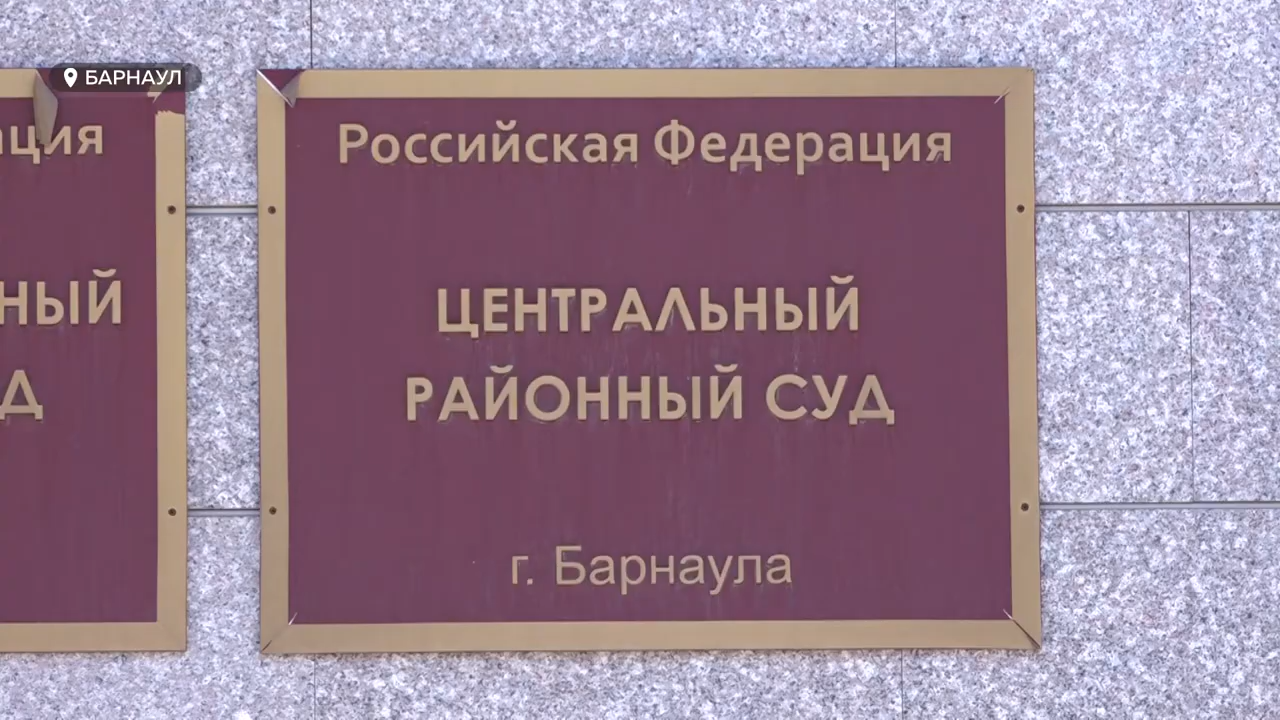 БАРНАУЛ
Российская Федерация
ЦЕНТРАЛЬНЫЙ
РАЙОННЫЙ СУД
г. Барнаула